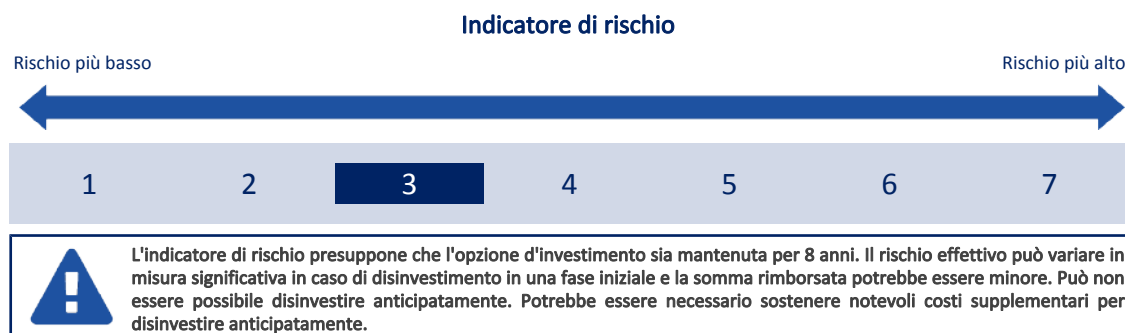 Indicatore di rischio
Rischio più basso
Rischio più alto
1 2 3 4 5 6 7
L'indicatore di rischio presuppone che l'opzione d'investimento sia mantenuta per 8 anni. Il rischio effettivo può variare in
misura significativa in caso di disinvestimento in una fase iniziale e la somma rimborsata potrebbe essere minore. Può non
essere possibile disinvestire anticipatamente. Potrebbe essere necessario sostenere notevoli costi supplementari per
disinvestire anticipatamente.